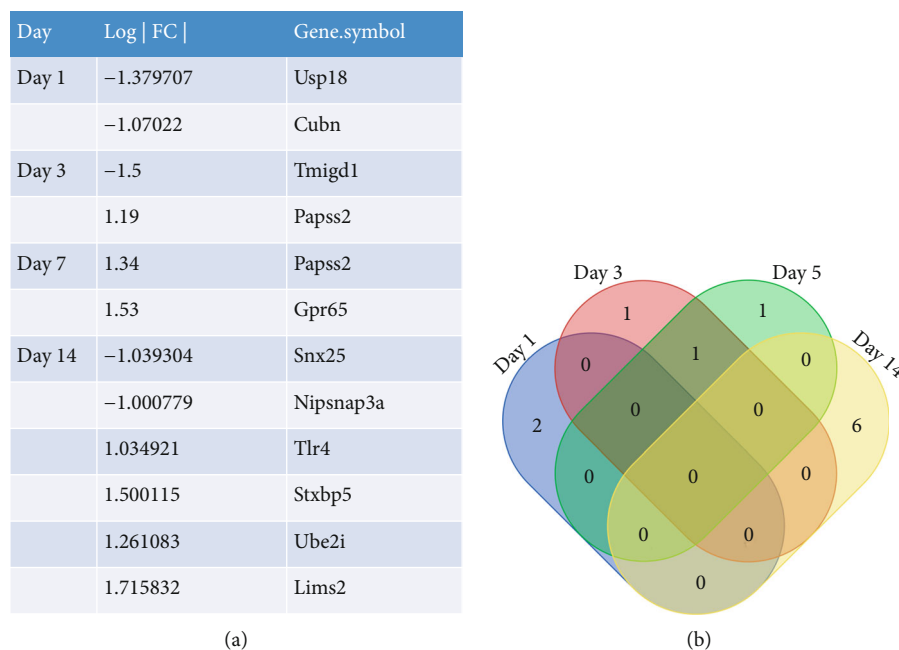 Day Log | FC | Gene.symbol
Day 1 −1.379707 Usp18
−1.07022 Cubn
Day 3 −1.5 Tmigd1
1.19 Papss2
Day 7 1.34 Papss2
1.53 Gpr65
Day 14 −1.039304 Snx25
−1.000779 Nipsnap3a
1.034921 Tlr4
1.500115 Stxbp5
1.261083 Ube2i
1.715832 Lims2
(a)
Day 3 Day 5
Day 1 Day 14
1 1
0 1 0
2 0 0 6
0 0 0
0 0
0
(b)